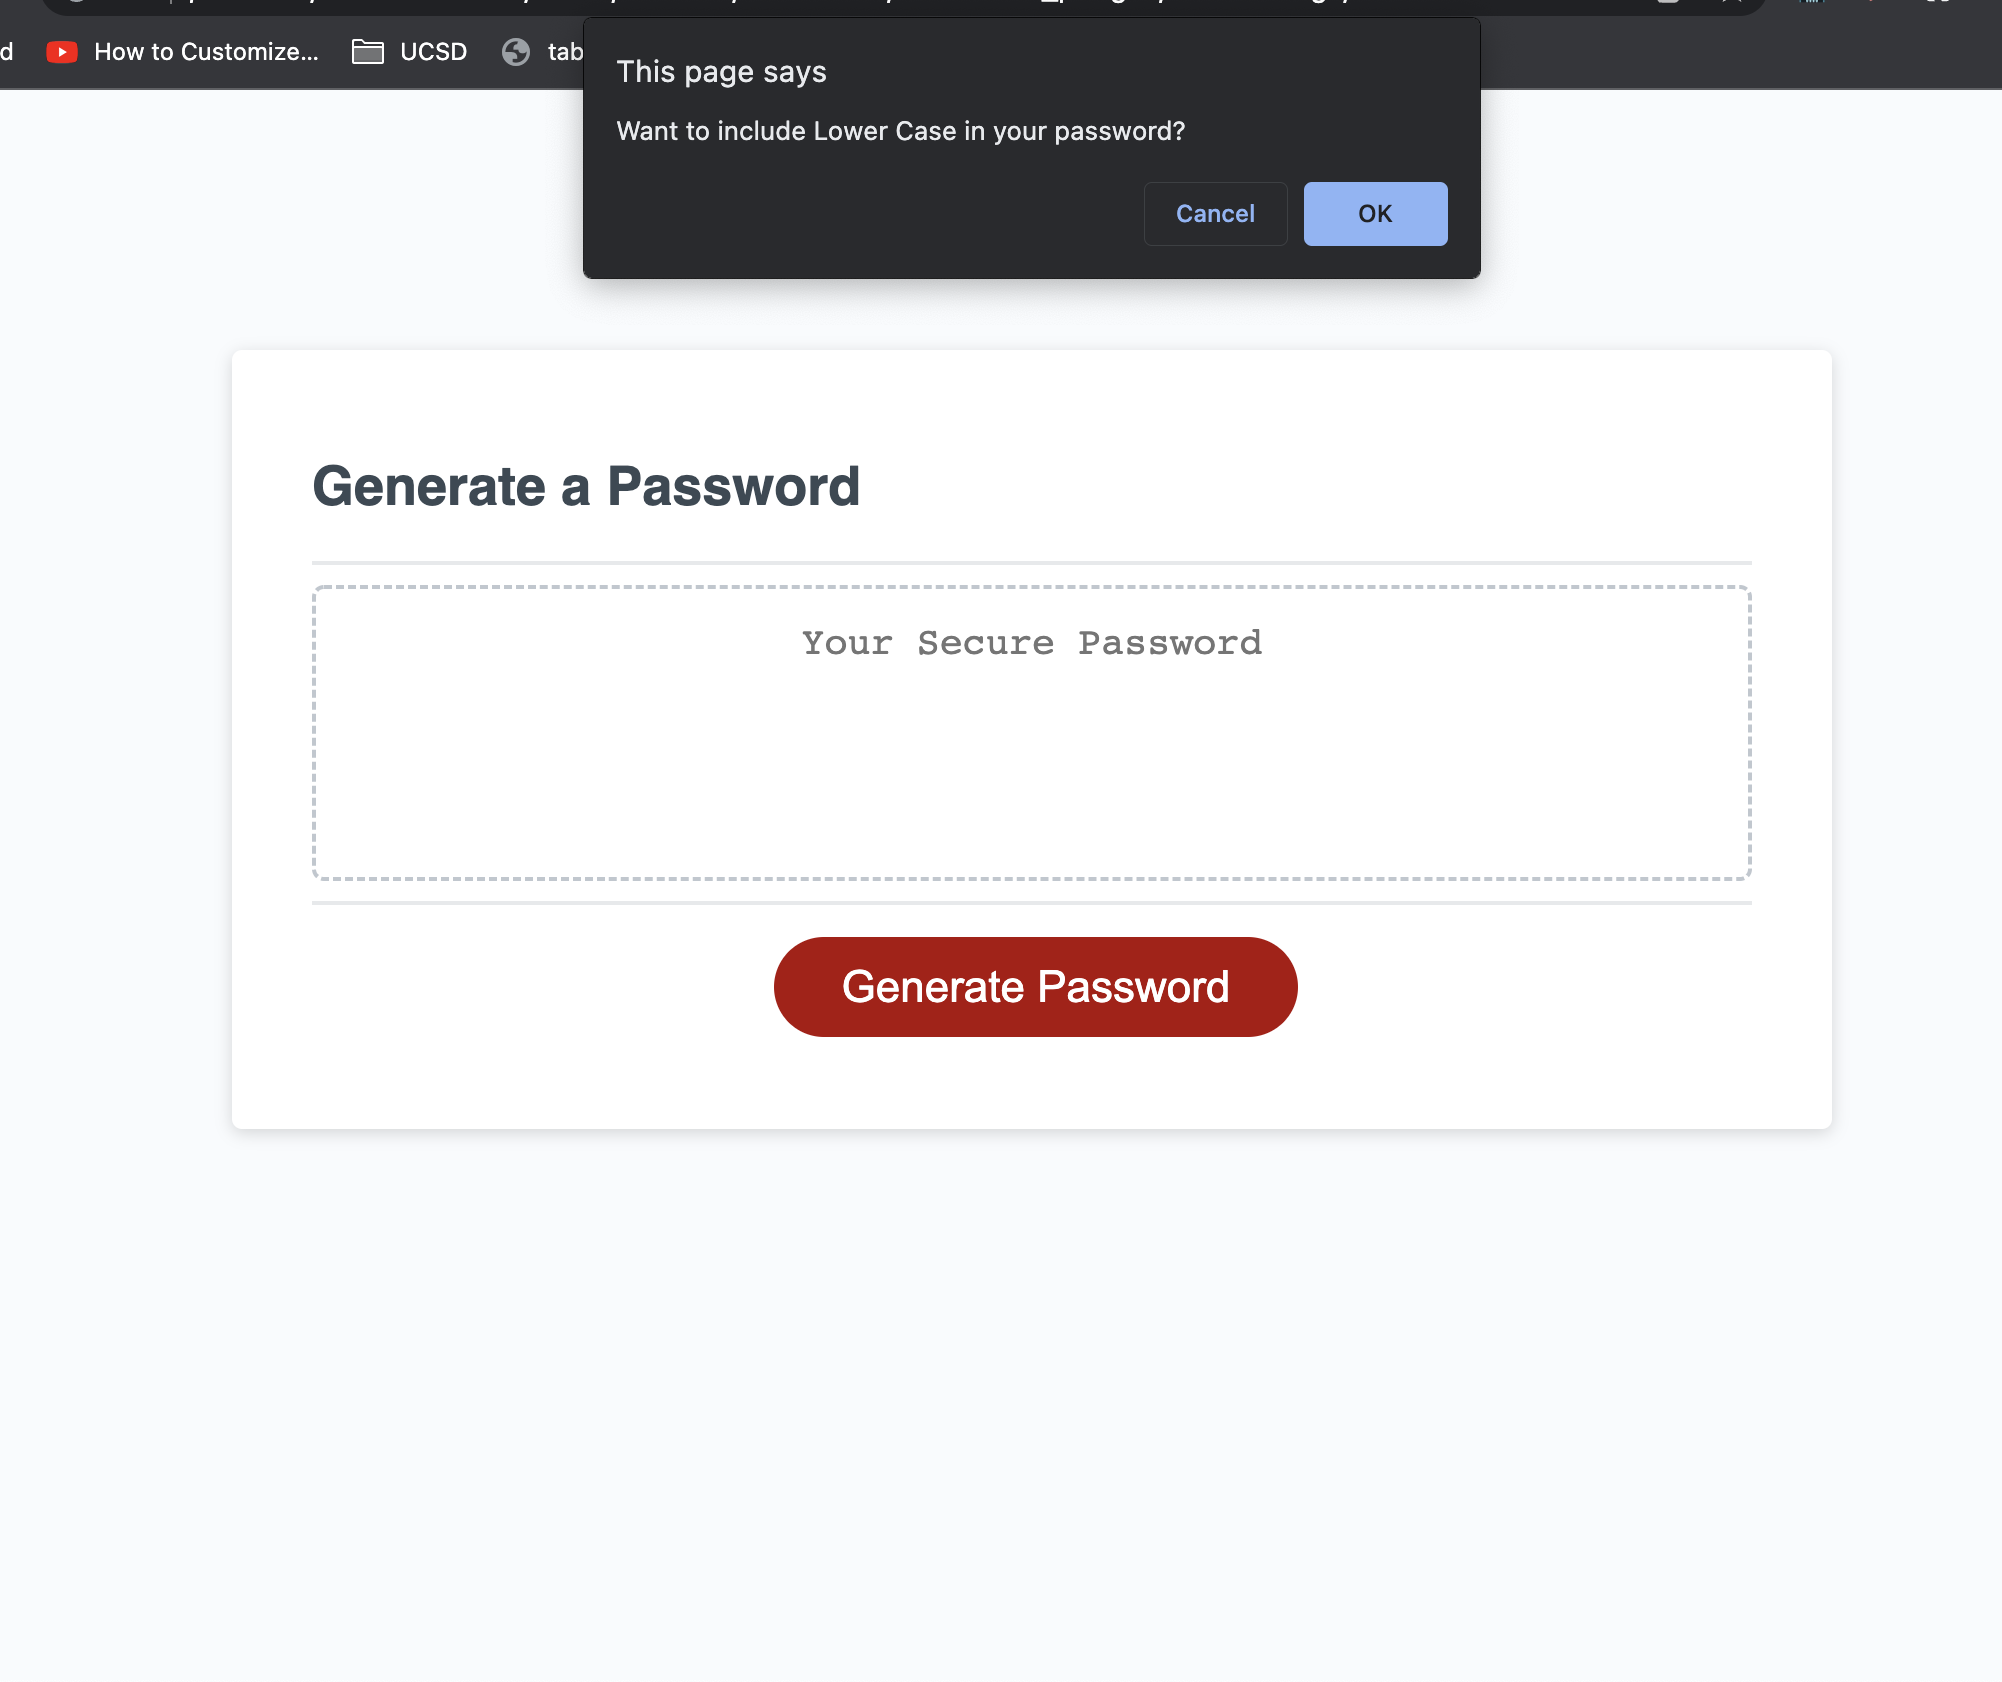 d How to Customize... UCSD tab
This page says
Want to include Lower Case in your password?
Cancel OK
Generate a Password
Your Secure Password
Generate Password